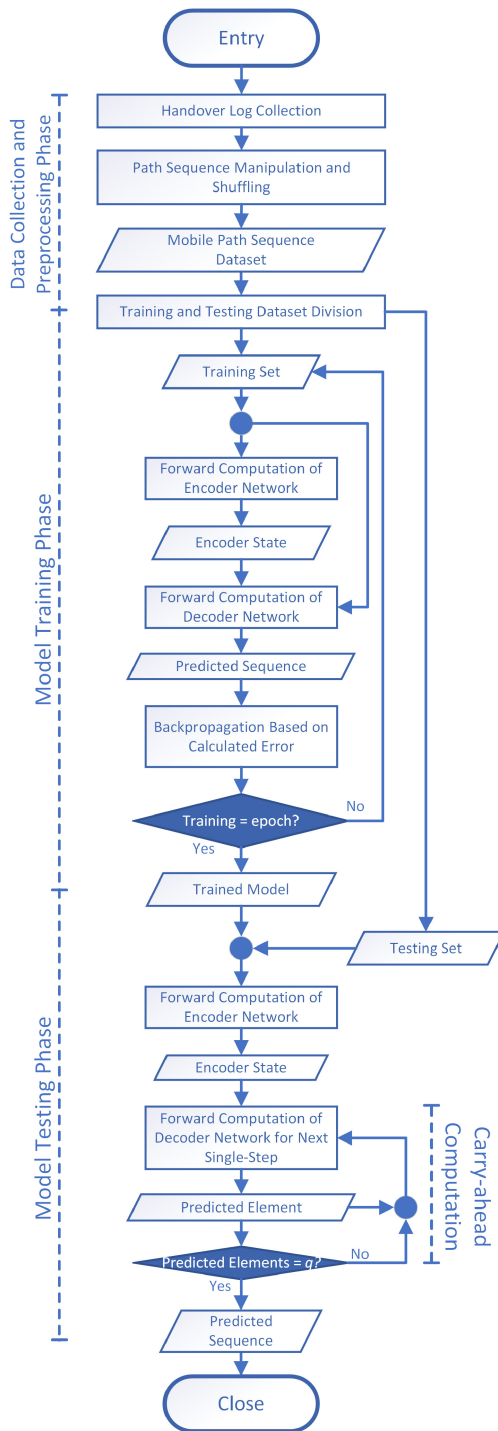 Entry
Data Collection and
Preprocessing Phase
Handover Log Collection
Path Sequence Manipulation and
Shuffling
Mobile Path Sequence
Dataset
Training and Testing Dataset Division
Model Training Phase
Training Set
Forward Computation of
Encoder Network
Encoder State
Forward Computation of
Decoder Network
Predicted Sequence
Backpropagation Based on
Calculated Error
Training = epoch?
No
Yes
Trained Model
Testing Set
Model Testing Phase
Forward Computation of
Encoder Network
Encoder State
Forward Computation of
Decoder Network for Next
Single-Step
Carry-ahead
Computation
Predicted Element
Predicted Elements = q?
No
Yes
Predicted
Sequence
Close